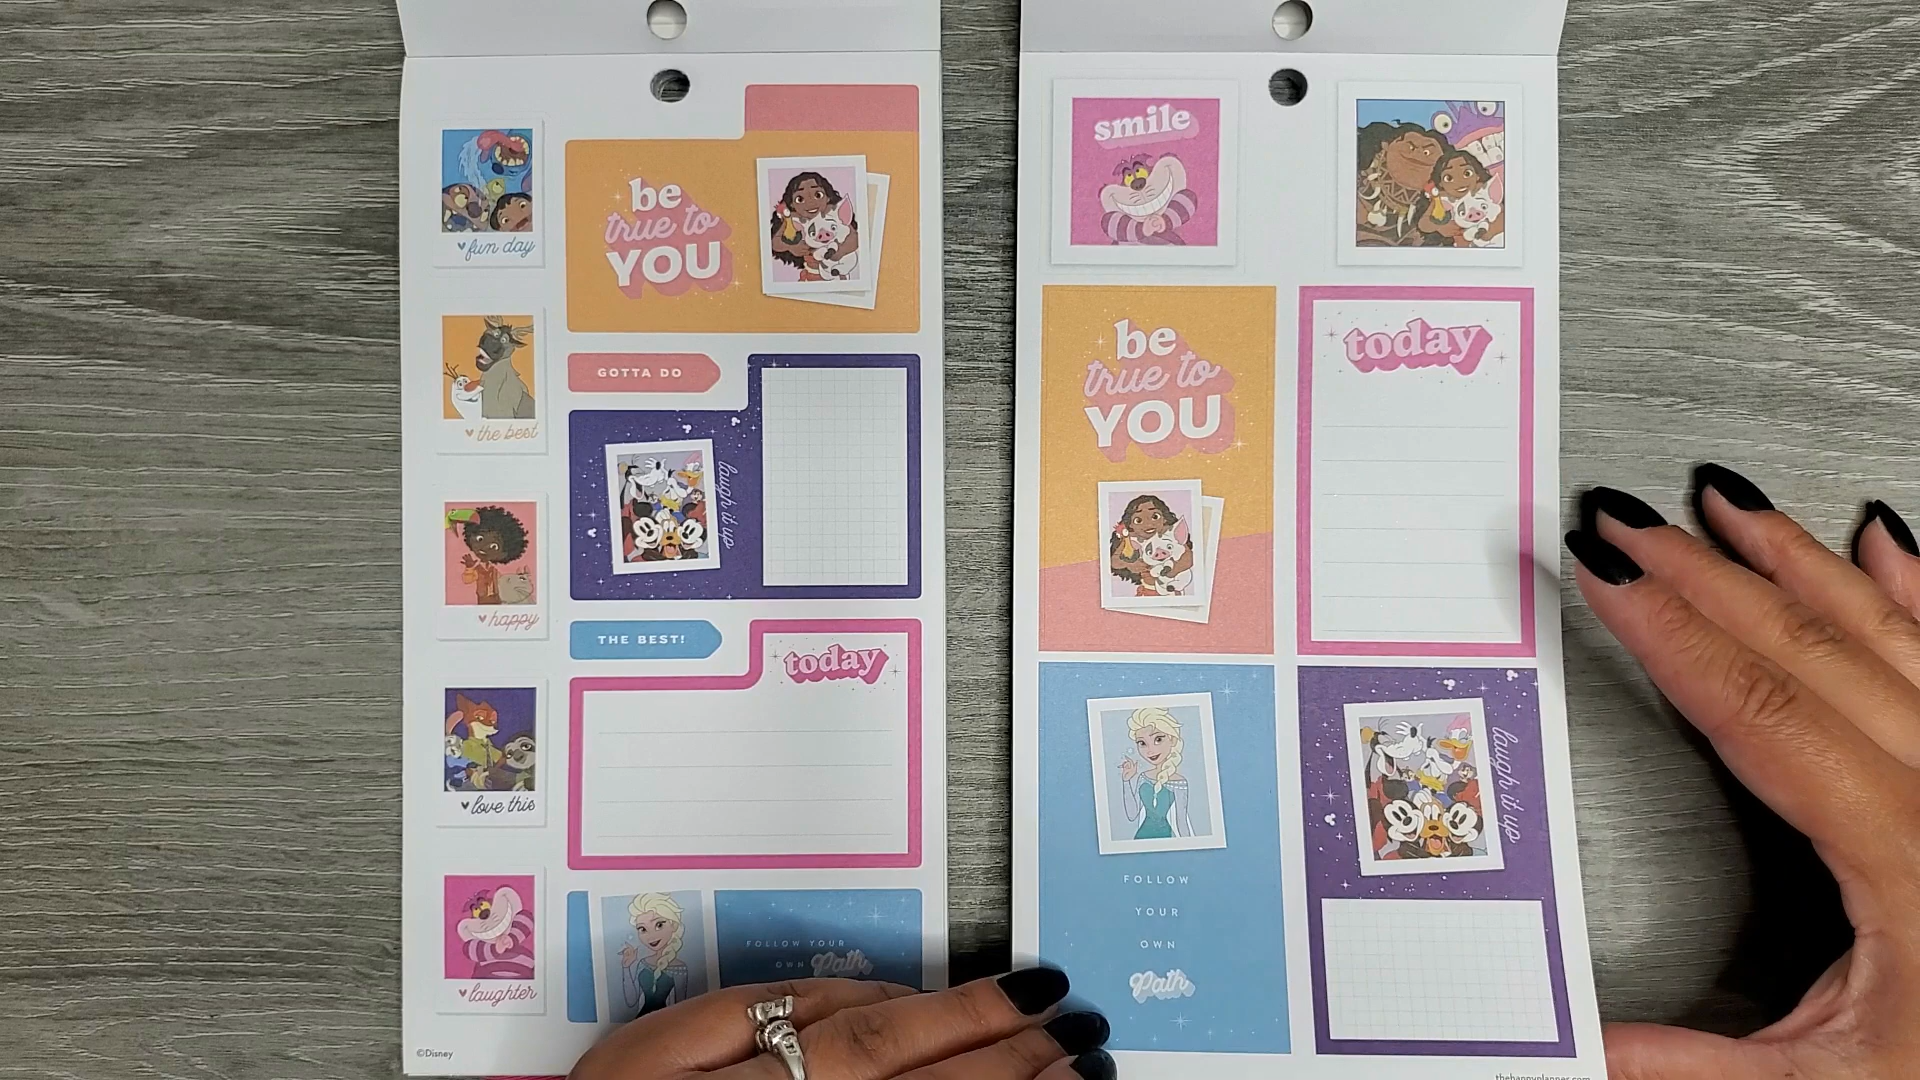 fun day
the best
happy
love this
laughter
©Disney
be
true to
YOU
GOTTA DO
laugh it up
THE BEST!
today
FOLLOW YOUR
OWN Path
smile
be
true to
YOU
today
FOLLOW
YOUR
OWN
Path
laugh it up
thehappyplanner.com